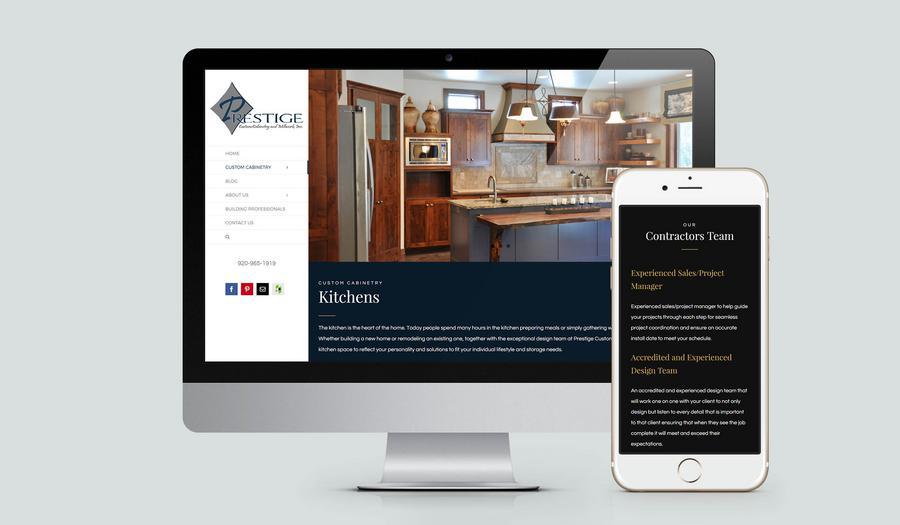 PRESTIGE
Custom Cabinetry and Millwork, Inc.
HOME
CUSTOM CABINETRY
BLOG
ABOUT US
BUILDING PROFESSIONALS
CONTACT US
920-965-1919
CUSTOM CABINETRY
Kitchens
The kitchen is the heart of the home. Today people spend many hours in the kitchen preparing meals or simply gathering w
Whether building a new home or remodeling an existing one, together with the exceptional design team at Prestige Custom
kitchen space to reflect your personality and solutions to fit your individual lifestyle and storage needs.
OUR
Contractors Team
Experienced Sales/Project
Manager
Experienced sales/project manager to help guide
your projects through each step for seamless
project coordination and ensure an accurate
install date to meet your schedule.
Accredited and Experienced
Design Team
An accredited and experienced design team that
will work one on one with your client to not only
design but listen to every detail that is important
to that client ensuring that when they see the job
complete it will meet and exceed their
expectations.